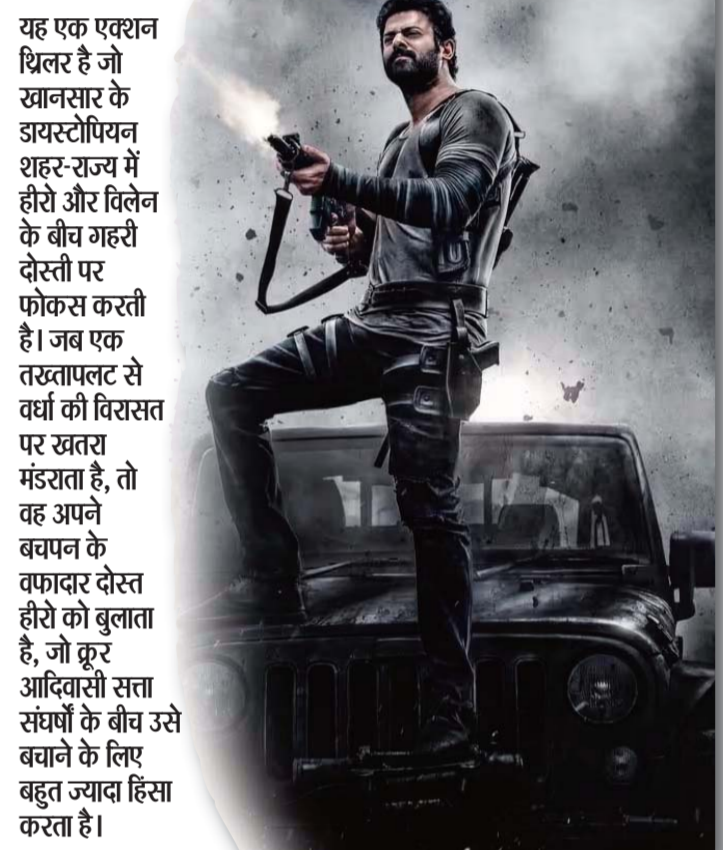 यह एक एक्शन
थ्रिलर है जो
खानसार के
डायस्टोपियन
शहर-राज्य में
हीरो और विलेन
के बीच गहरी
दोस्ती पर
फोकस करती
है। जब एक
तख्तापलट से
वर्धा की विरासत
पर खतरा
मंडराता है, तो
वह अपने
बचपन के
वफादार दोस्त
हीरो को बुलाता
है, जो क्रूर
आदिवासी सत्ता
संघर्षों के बीच उसे
बचाने के लिए
बहुत ज्यादा हिंसा
करता है।